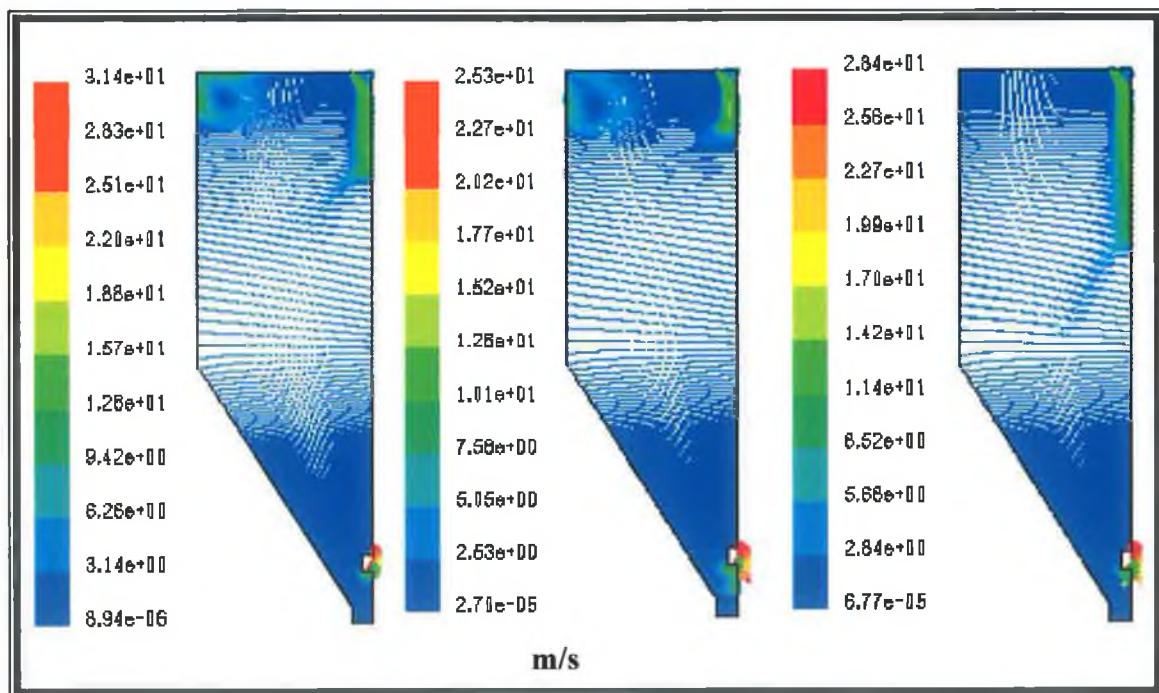 3.14e+01
2.83e+01
2.51e+01
2.20e+01
1.88e+01
1.57e+01
1.26e+01
9.42e+00
6.28e+00
3.14e+00
8.94e-06
2.53e+01
2.27e+01
2.02e+01
1.77e+01
1.52e+01
1.26e+01
1.01e+01
7.58e+00
5.05e+00
2.53e+00
2.70e-05
2.84e+01
2.56e+01
2.27e+01
1.99e+01
1.70e+01
1.42e+01
1.14e+01
8.52e+00
5.68e+00
2.84e+00
6.77e-05
m/s